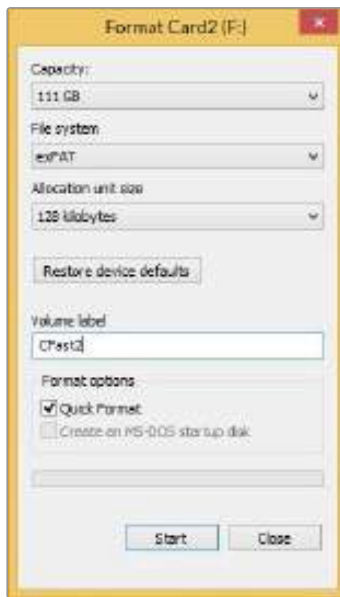 Format Card2 (F:)
Capacity:
111 GB
File system
exFAT
Allocation unit size
128 kilobytes
Restore device defaults
Volume label
CFast2
Format options
Quick Format
Create an MS-DOS startup disk
Start
Close